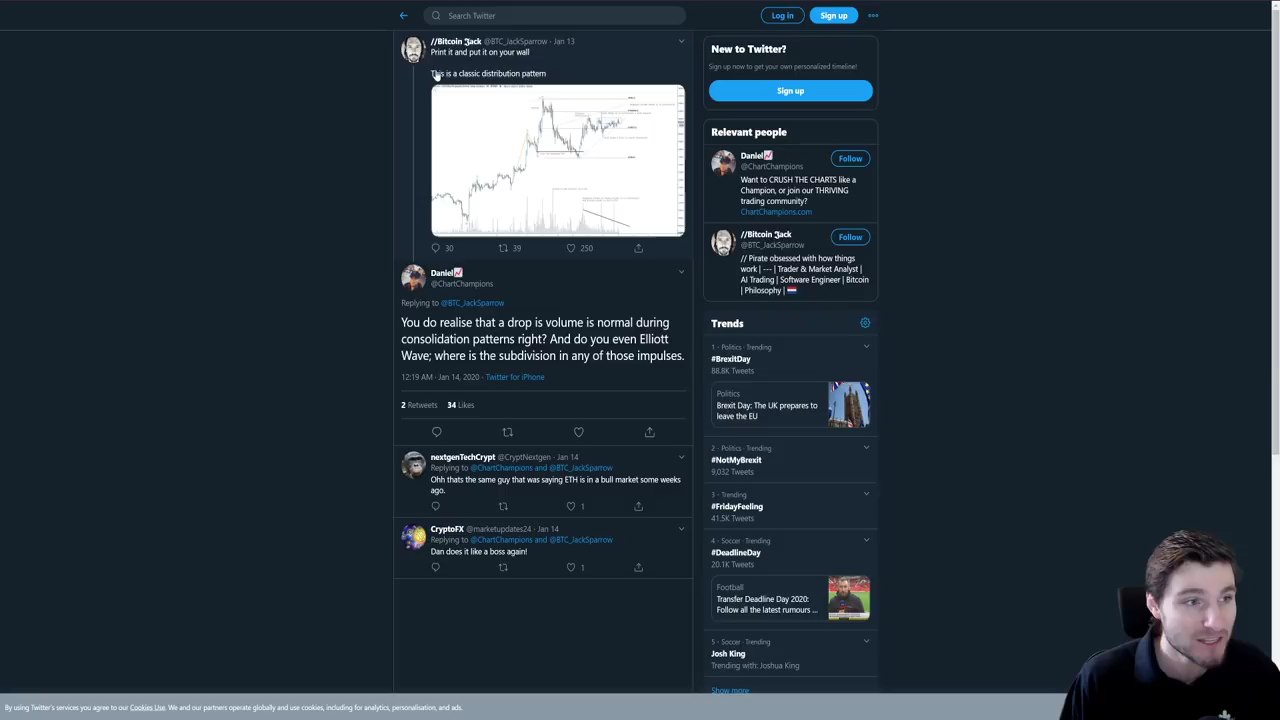 Search Twitter
Log in
Sign up
//Bitcoin Jack @BTC_JackSparrow · Jan 13
Print it and put it on your wall
This is a classic distribution pattern
30
39
250
Daniel📈
@ChartChampions
Replying to @BTC_JackSparrow
You do realise that a drop is volume is normal during
consolidation patterns right? And do you even Elliott
Wave; where is the subdivision in any of those impulses.
12:19 AM · Jan 14, 2020 · Twitter for iPhone
2 Retweets 34 Likes
nextgenTechCrypt @CryptNextgen · Jan 14
Replying to @ChartChampions and @BTC_JackSparrow
Ohh thats the same guy that was saying ETH is in a bull market some weeks
ago.
1
CryptoFX @marketupdates24 · Jan 14
Replying to @ChartChampions and @BTC_JackSparrow
Dan does it like a boss again!
1
New to Twitter?
Sign up now to get your own personalized timeline!
Sign up
Relevant people
Daniel📈
@ChartChampions
Follow
Want to CRUSH THE CHARTS like a
Champion, or join our THRIVING
trading community?
ChartChampions.com
//Bitcoin Jack
@BTC_JackSparrow
Follow
// Pirate obsessed with how things
work | --- | Trader & Market Analyst |
AI Trading | Software Engineer | Bitcoin
| Philosophy | 🇳🇱
Trends
1 · Politics · Trending
#BrexitDay
88.8K Tweets
Politics
Brexit Day: The UK prepares to
leave the EU
2 · Politics · Trending
#NotMyBrexit
9,032 Tweets
3 · Trending
#FridayFeeling
41.5K Tweets
4 · Soccer · Trending
#DeadlineDay
20.1K Tweets
Football
Transfer Deadline Day 2020:
Follow all the latest rumours ...
5 · Soccer · Trending
Josh King
Trending with: Joshua King
Show more
By using Twitter's services you agree to our Cookies Use. We and our partners operate globally and use cookies, including for analytics, personalisation, and ads.